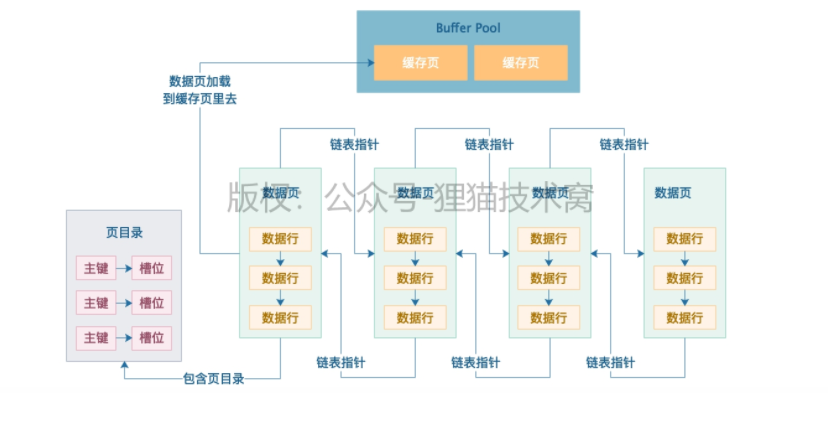 Buffer Pool
缓存页 缓存页
数据页加载
到缓存页里去
链表指针 链表指针 链表指针
数据页 数据页 数据页 数据页
版权：公众号-狸猫技术窝
页目录
数据行 数据行 数据行 数据行
主键 槽位
数据行 数据行 数据行 数据行
主键 槽位
数据行 数据行 数据行 数据行
主键 槽位
链表指针 链表指针 链表指针
包含页目录